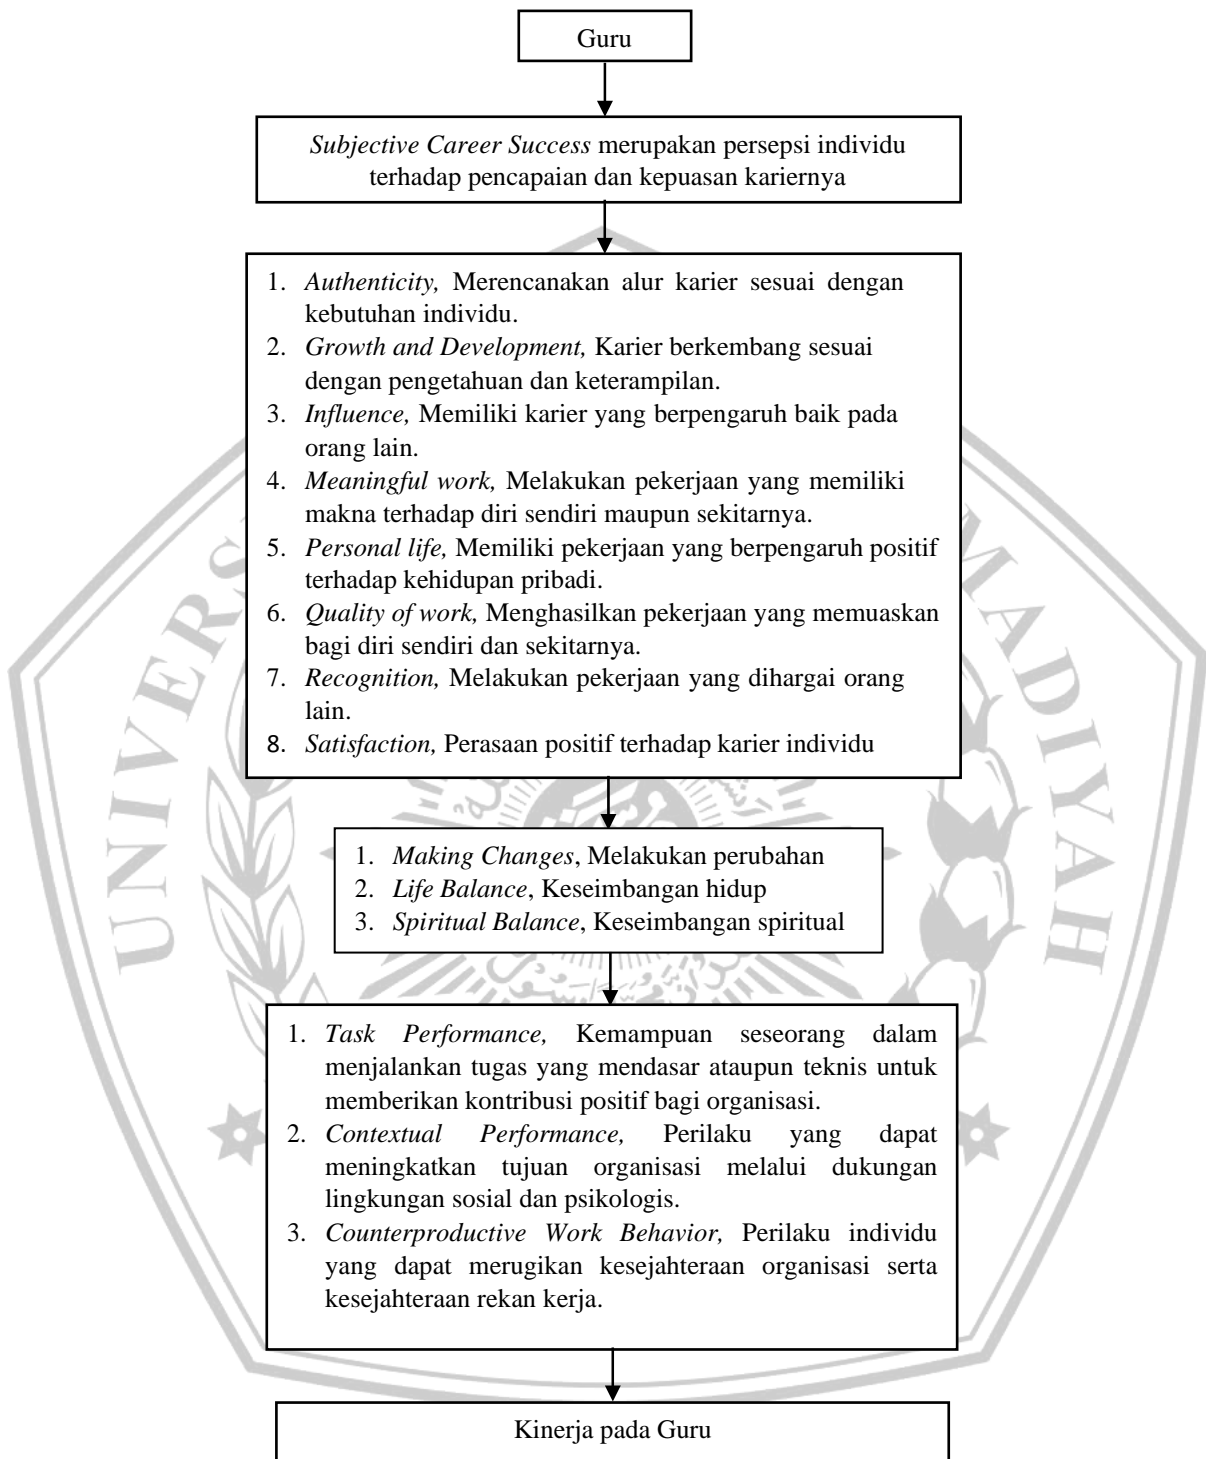 Guru
Subjective Career Success merupakan persepsi individu
terhadap pencapaian dan kepuasan kariernya
1. Authenticity, Merencanakan alur karier sesuai dengan
kebutuhan individu.
2. Growth and Development, Karier berkembang sesuai
dengan pengetahuan dan keterampilan.
3. Influence, Memiliki karier yang berpengaruh baik pada
orang lain.
4. Meaningful work, Melakukan pekerjaan yang memiliki
makna terhadap diri sendiri maupun sekitarnya.
5. Personal life, Memiliki pekerjaan yang berpengaruh positif
terhadap kehidupan pribadi.
6. Quality of work, Menghasilkan pekerjaan yang memuaskan
bagi diri sendiri dan sekitarnya.
7. Recognition, Melakukan pekerjaan yang dihargai orang
lain.
8. Satisfaction, Perasaan positif terhadap karier individu
1. Making Changes, Melakukan perubahan
2. Life Balance, Keseimbangan hidup
3. Spiritual Balance, Keseimbangan spiritual
1. Task Performance, Kemampuan seseorang dalam
menjalankan tugas yang mendasar ataupun teknis untuk
memberikan kontribusi positif bagi organisasi.
2. Contextual Performance, Perilaku yang dapat
meningkatkan tujuan organisasi melalui dukungan
lingkungan sosial dan psikologis.
3. Counterproductive Work Behavior, Perilaku individu
yang dapat merugikan kesejahteraan organisasi serta
kesejahteraan rekan kerja.
Kinerja pada Guru
UNIVERS
MADIYAH